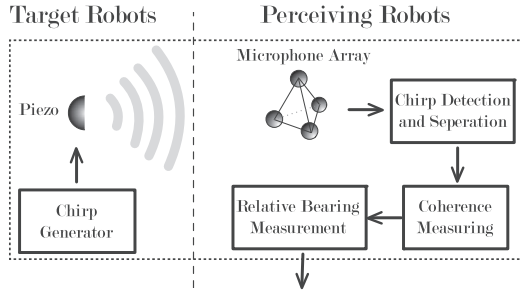 Target Robots
Perceiving Robots
Microphone Array
Piezo
Chirp Detection
and Seperation
Chirp
Generator
Relative Bearing
Measurement
Coherence
Measuring